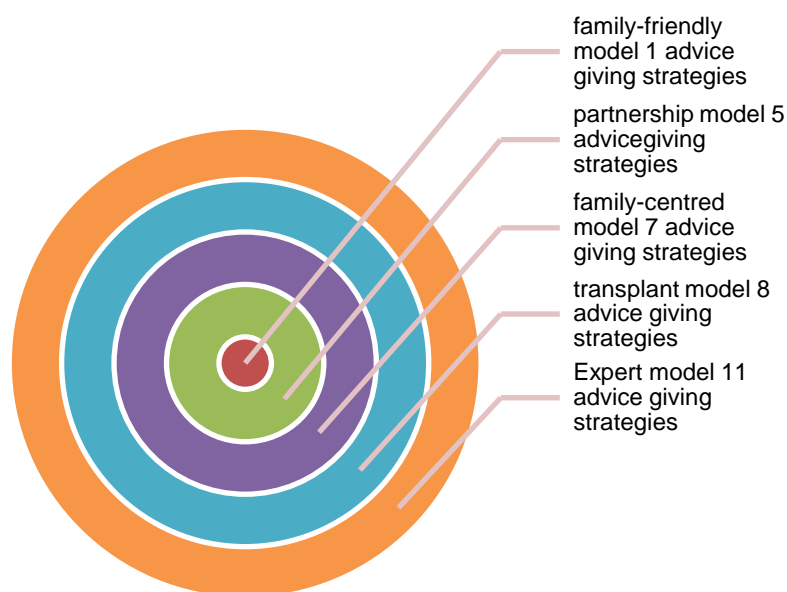 family-friendly
model 1 advice
giving strategies
partnership model 5
advicegiving
strategies
family-centred
model 7 advice
giving strategies
transplant model 8
advice giving
strategies
Expert model 11
advice giving
strategies